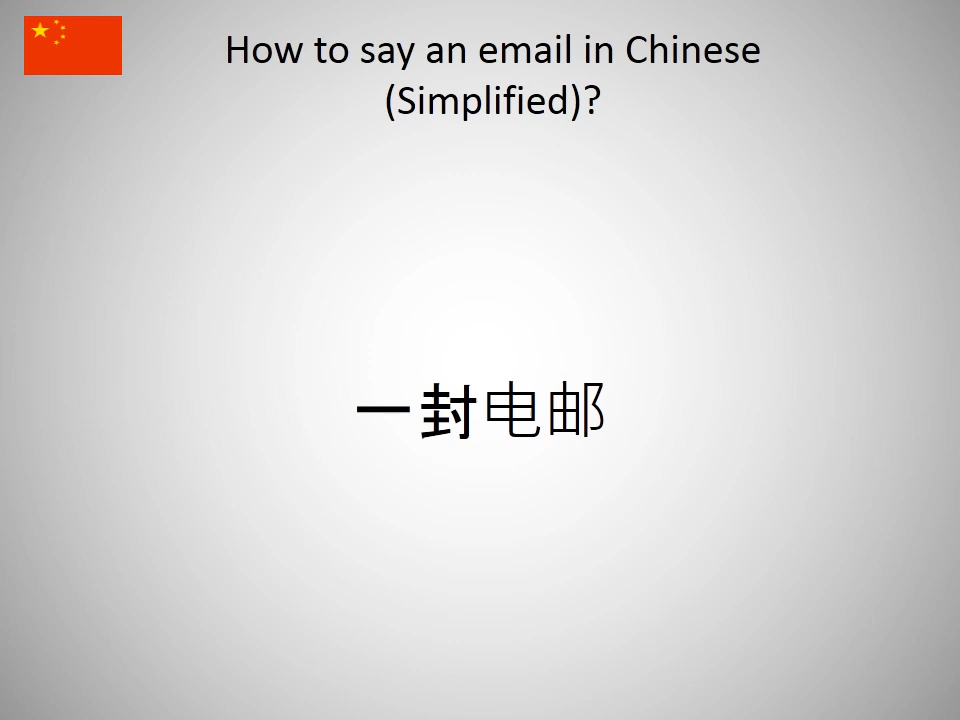 How to say an email in Chinese
(Simplified)?
一封电邮